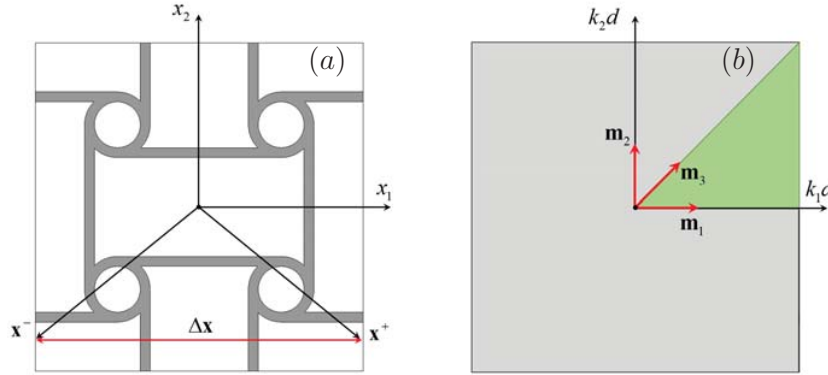 x₂
(a)
x₁
x⁻
Δx
x⁺
k₂d
(b)
m₂
m₃
k₁d
m₁